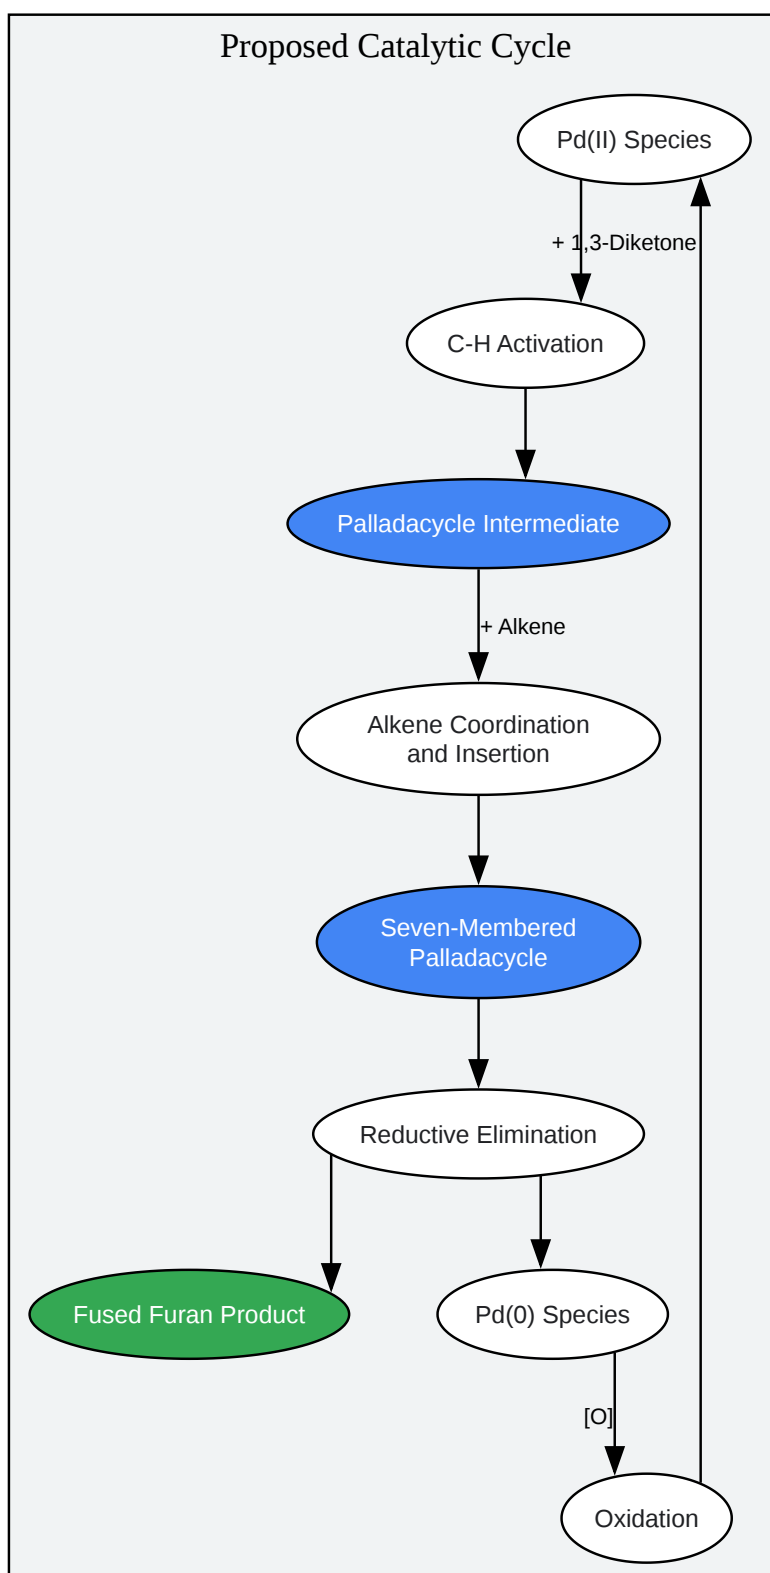 Proposed Catalytic Cycle
Pd(II) Species
+ 1,3-Diketone
C-H Activation
Palladacycle Intermediate
+ Alkene
Alkene Coordination
and Insertion
Seven-Membered
Palladacycle
Reductive Elimination
Fused Furan Product
Pd(0) Species
[O]
Oxidation